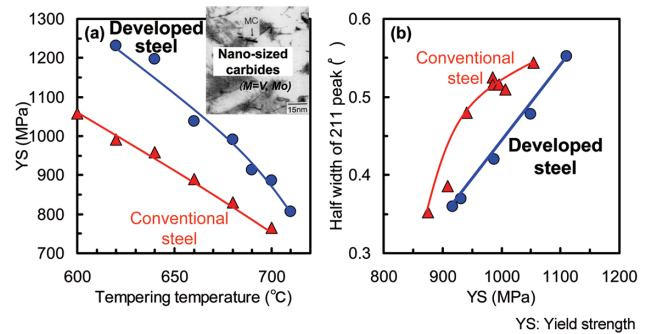 (a) Developed
steel
MC
Nano-sized
carbides
(M=V, Mo)
15nm
1300
1200
1100
1000
900
800
700
YS (MPa)
Conventional
steel
600
650
700
Tempering temperature (°C)
(b)
Conventional
steel
Developed
steel
0.6
0.5
0.4
0.3
Half width of 211 peak (°)
800
900
1000
1100
1200
YS (MPa)
YS: Yield strength